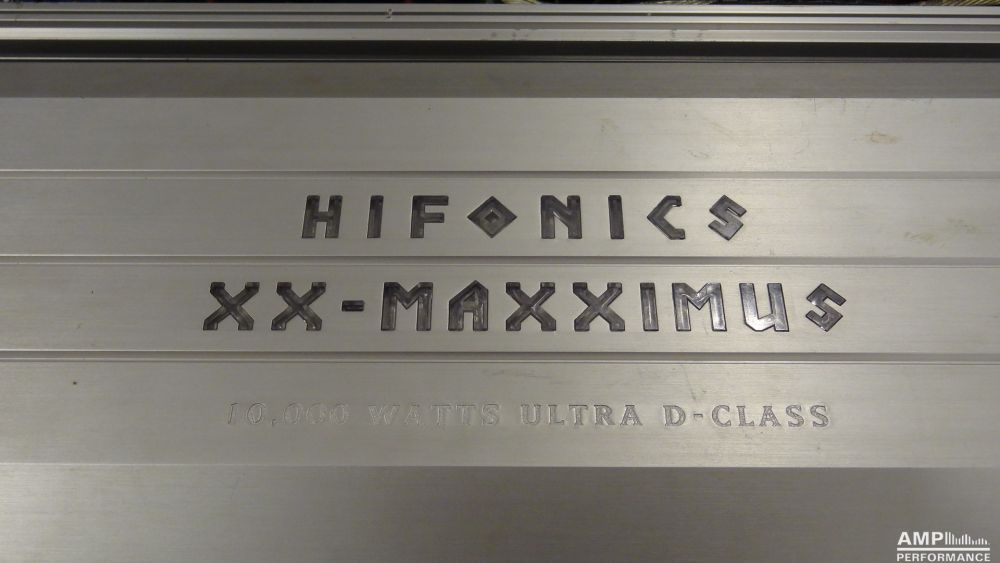 HIFONICS
XX-MAXXIMUS
10,000 WATTS ULTRA D-CLASS
AMP
PERFORMANCE